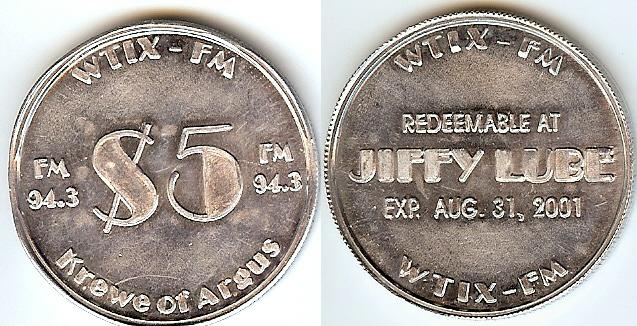 WTIX - FM
$5
FM
94.3
FM
94.3
Krewe of Argus
WTIX - FM
REDEEMABLE AT
JIFFY LUBE
EXP. AUG. 31, 2001
WTIX - FM